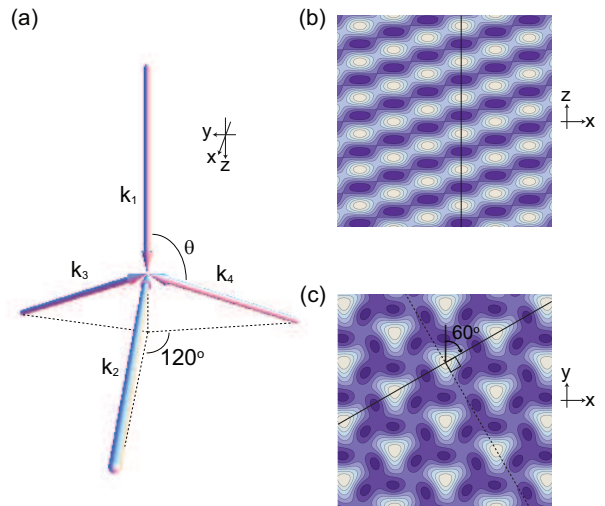 (a)
k₁
y
x
z
θ
k₃
k₄
k₂
120°
(b)
z
x
(c)
60°
y
x